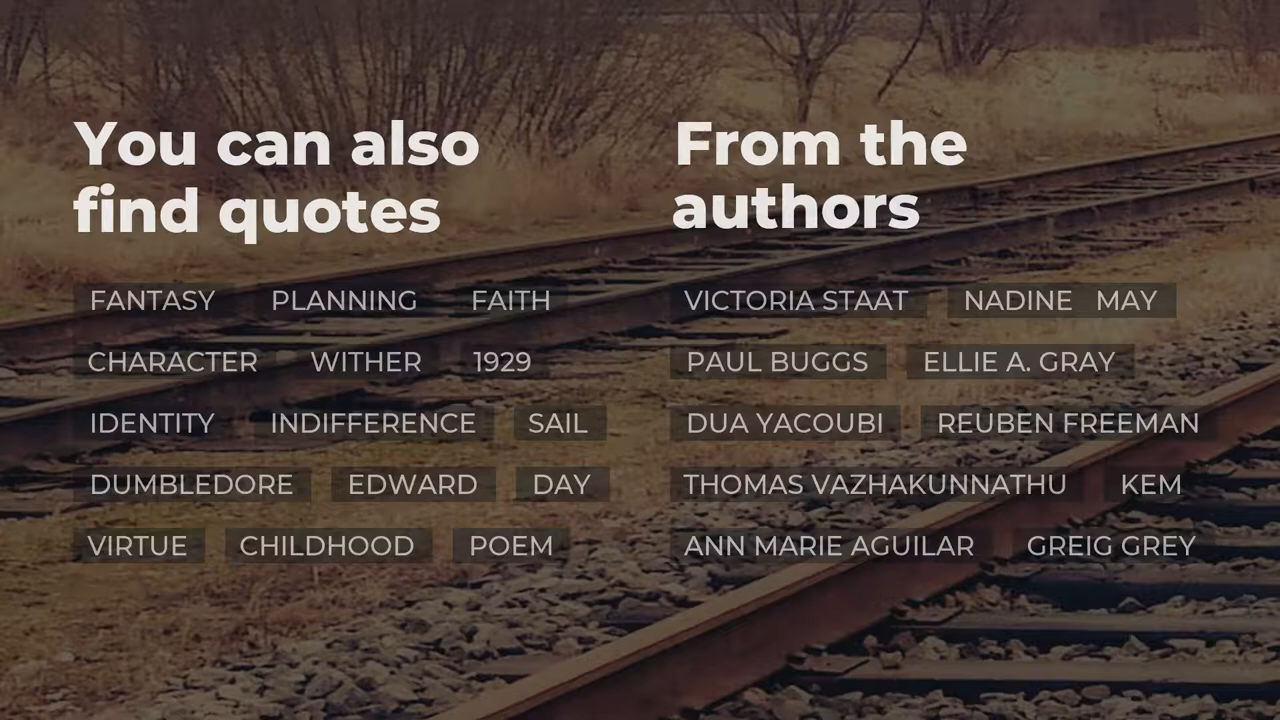 You can also
find quotes
FANTASY PLANNING FAITH
CHARACTER WITHER 1929
IDENTITY INDIFFERENCE SAIL
DUMBLEDORE EDWARD DAY
VIRTUE CHILDHOOD POEM
From the
authors
VICTORIA STAAT NADINE MAY
PAUL BUGGS ELLIE A. GRAY
DUA YACOUBI REUBEN FREEMAN
THOMAS VAZHAKUNNATHU KEM
ANN MARIE AGUILAR GREIG GREY